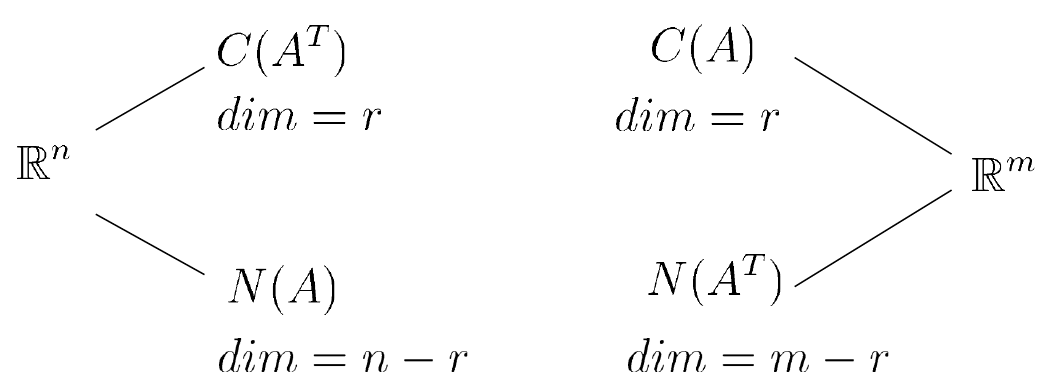 C(A^T) C(A)
dim = r dim = r
ℝ^n ℝ^m
N(A) N(A^T)
dim = n − r dim = m − r